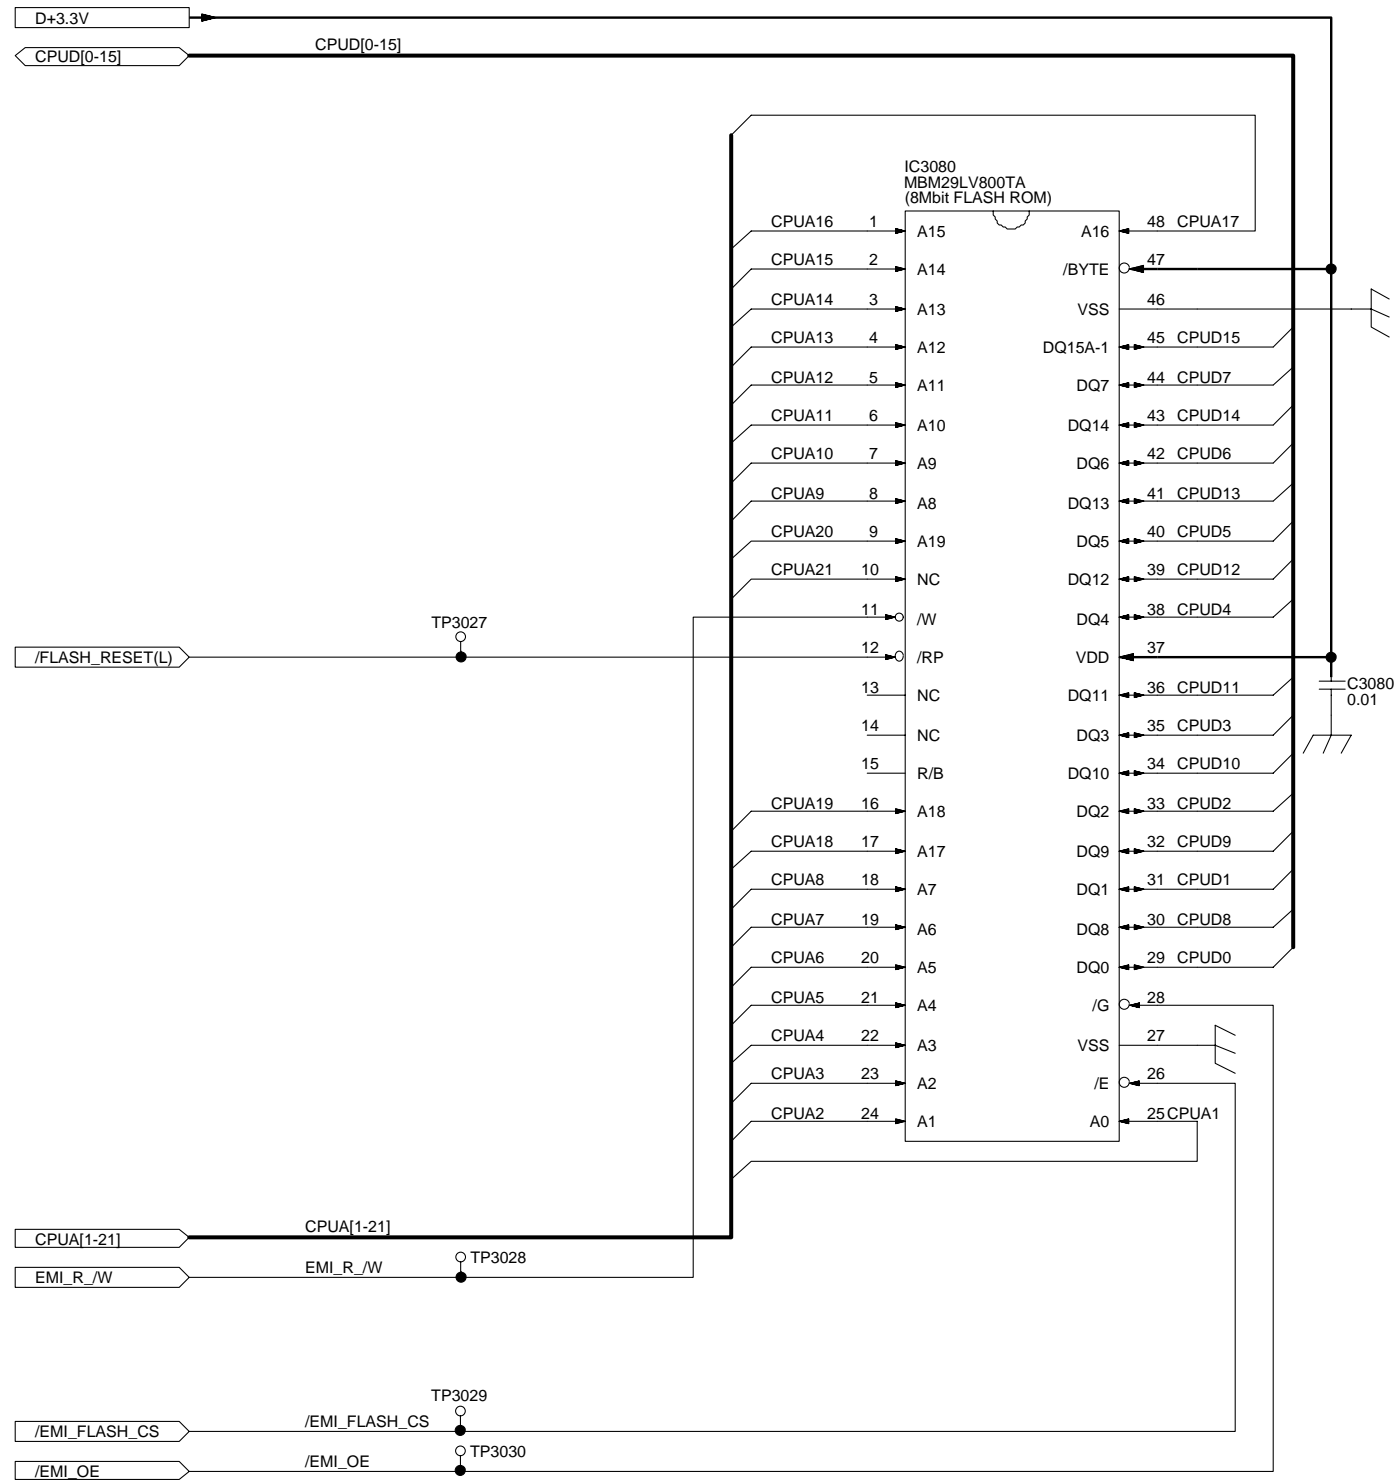 D+3.3V
CPUD[0-15]
CPUD[0-15]
IC3080
MBM29LV800TA
(8Mbit FLASH ROM)
CPUA16 1 A15 A16 48 CPUA17
CPUA15 2 A14 /BYTE 47
CPUA14 3 A13 VSS 46
CPUA13 4 A12 DQ15A-1 45 CPUD15
CPUA12 5 A11 DQ7 44 CPUD7
CPUA11 6 A10 DQ14 43 CPUD14
CPUA10 7 A9 DQ6 42 CPUD6
CPUA9 8 A8 DQ13 41 CPUD13
CPUA20 9 A19 DQ5 40 CPUD5
CPUA21 10 NC DQ12 39 CPUD12
11 /W DQ4 38 CPUD4
TP3027
/FLASH_RESET(L) 12 /RP VDD 37
13 NC DQ11 36 CPUD11 C3080
0.01
14 NC DQ3 35 CPUD3
15 R/B DQ10 34 CPUD10
CPUA19 16 A18 DQ2 33 CPUD2
CPUA18 17 A17 DQ9 32 CPUD9
CPUA8 18 A7 DQ1 31 CPUD1
CPUA7 19 A6 DQ8 30 CPUD8
CPUA6 20 A5 DQ0 29 CPUD0
CPUA5 21 A4 /G 28
CPUA4 22 A3 VSS 27
CPUA3 23 A2 /E 26
CPUA2 24 A1 A0 25 CPUA1
CPUA[1-21] CPUA[1-21]
EMI_R_/W EMI_R_/W TP3028
TP3029
/EMI_FLASH_CS /EMI_FLASH_CS
/EMI_OE /EMI_OE TP3030